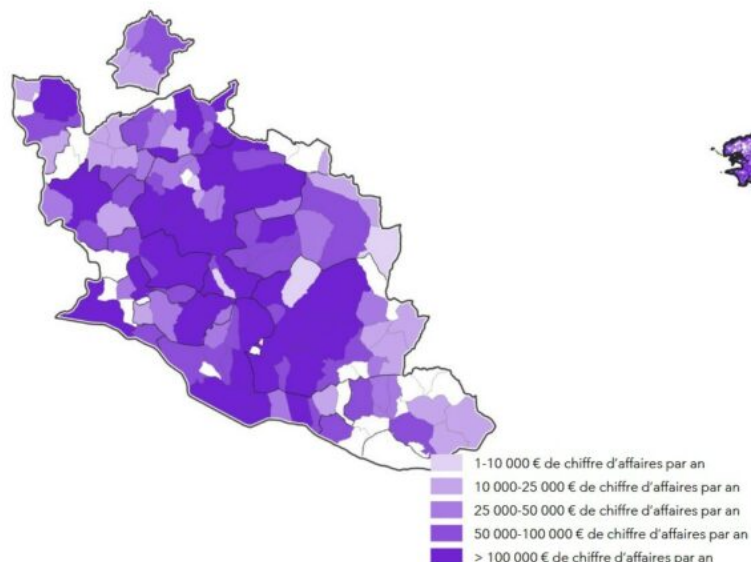 1-10 000 € de chiffre d'affaires par an
10 000-25 000 € de chiffre d'affaires par an
25 000-50 000 € de chiffre d'affaires par an
50 000-100 000 € de chiffre d'affaires par an
> 100 000 € de chiffre d'affaires par an